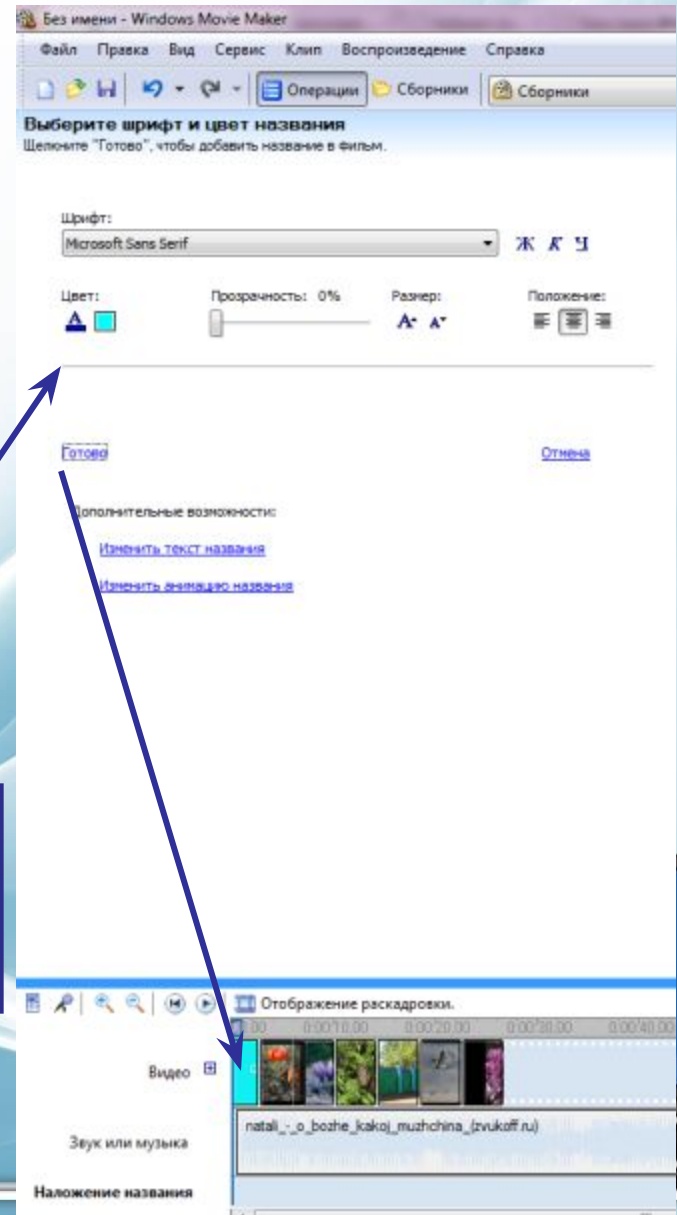 Без имени - Windows Movie Maker
Файл Правка Вид Сервис Клип Воспроизведение Справка
Операции Сборники Сборники
Выберите шрифт и цвет названия
Щелкните "Готово", чтобы добавить название в фильм.
Шрифт:
Microsoft Sans Serif Ж К Ч
Цвет: Прозрачность: 0% Размер: Положение:
Готово Отмена
Дополнительные возможности:
Изменить текст названия
Изменить анимацию названия
Отображение раскадровки.
0:00'10,00 0:00'20,00 0:00'30,00 0:00'40,00
Видео
natali_-_o_bozhe_kakoj_muzhchina_(zvukoff.ru)
Звук или музыка
Наложение названия